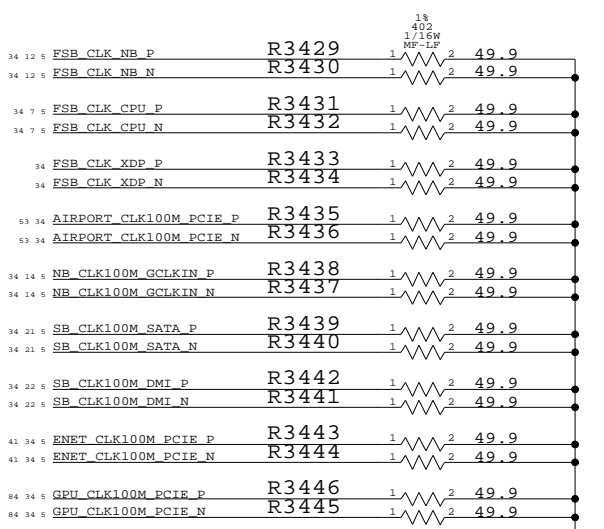 1%
402
1/16W
MF-LF
34 12 5 FSB_CLK_NB_P R3429 1 2 49.9
34 12 5 FSB_CLK_NB_N R3430 1 2 49.9
34 7 5 FSB_CLK_CPU_P R3431 1 2 49.9
34 7 5 FSB_CLK_CPU_N R3432 1 2 49.9
34 FSB_CLK_XDP_P R3433 1 2 49.9
34 FSB_CLK_XDP_N R3434 1 2 49.9
53 34 AIRPORT_CLK100M_PCIE_P R3435 1 2 49.9
53 34 AIRPORT_CLK100M_PCIE_N R3436 1 2 49.9
34 14 5 NB_CLK100M_GCLKIN_P R3438 1 2 49.9
34 14 5 NB_CLK100M_GCLKIN_N R3437 1 2 49.9
34 21 5 SB_CLK100M_SATA_P R3439 1 2 49.9
34 21 5 SB_CLK100M_SATA_N R3440 1 2 49.9
34 22 5 SB_CLK100M_DMI_P R3442 1 2 49.9
34 22 5 SB_CLK100M_DMI_N R3441 1 2 49.9
41 34 5 ENET_CLK100M_PCIE_P R3443 1 2 49.9
41 34 5 ENET_CLK100M_PCIE_N R3444 1 2 49.9
84 34 5 GPU_CLK100M_PCIE_P R3446 1 2 49.9
84 34 5 GPU_CLK100M_PCIE_N R3445 1 2 49.9